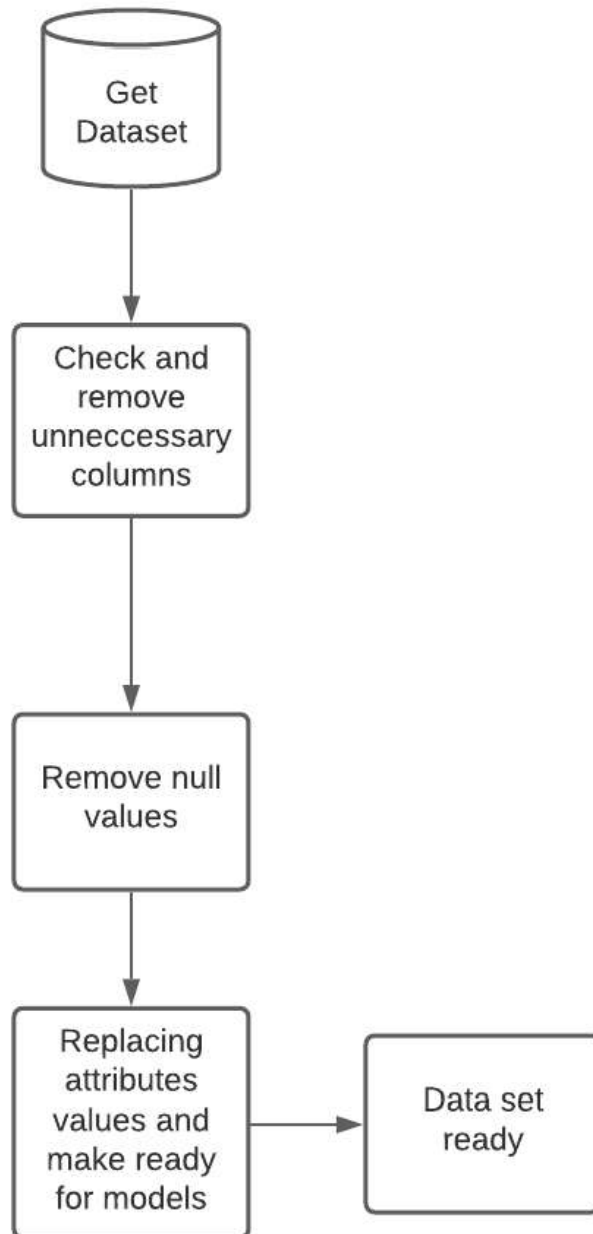 Get
Dataset
Check and
remove
unneccessary
columns
Remove null
values
Replacing
attributes
values and
make ready
for models
Data set
ready